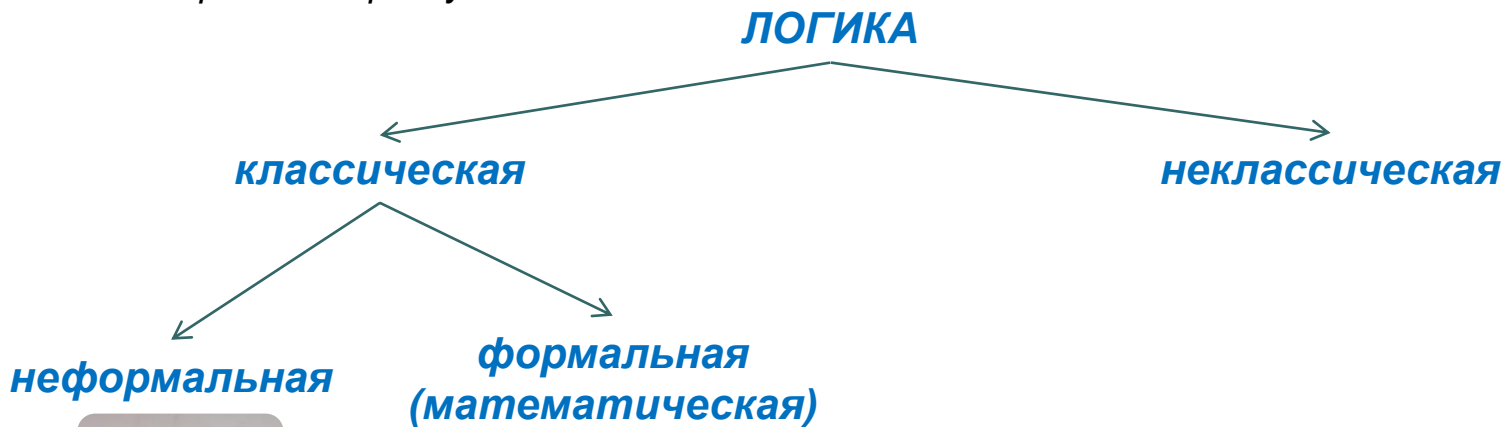 ЛОГИКА
классическая
неклассическая
неформальная
формальная
(математическая)